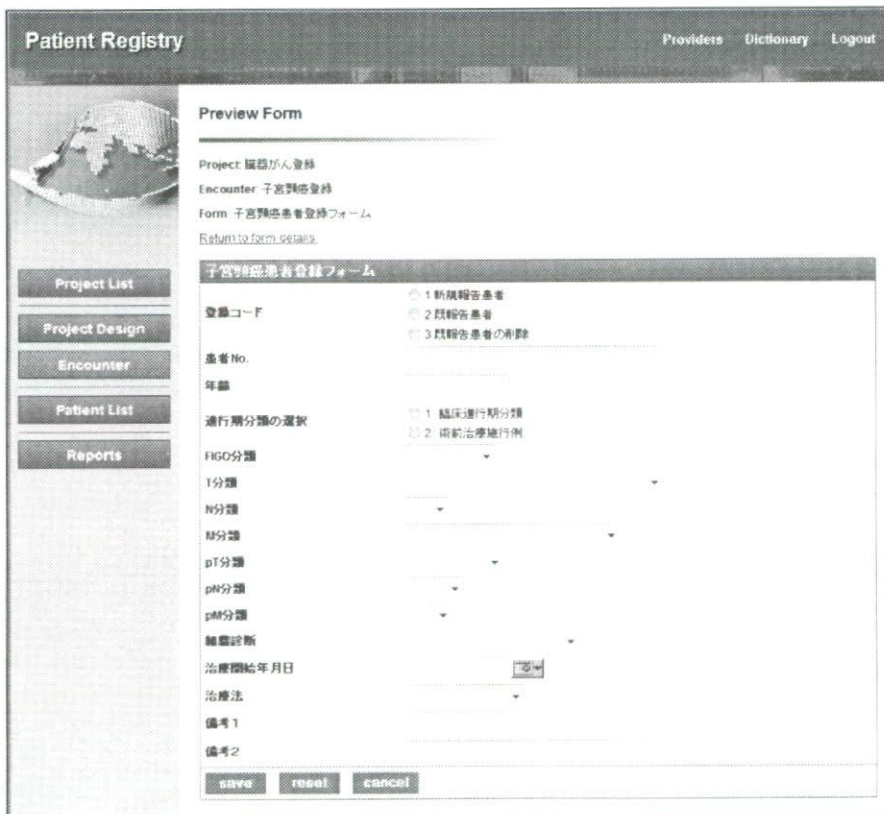 Patient Registry
Providers Dictionary Logout
Preview Form
Project 臓器がん登録
Encounter 子宮頸癌登録
Form 子宮頸癌患者登録フォーム
Return to form details.
Project List
Project Design
Encounter
Patient List
Reports
子宮頸癌患者登録フォーム
登録コード
1 新規報告患者
2 既報告患者
3 既報告患者の削除
患者No.
年齢
進行期分類の選択
1 臨床進行期分類
2 術前治療施行例
FIGO分類
T分類
N分類
M分類
pT分類
pN分類
pM分類
組織診断
治療開始年月日
治療法
備考1
備考2
save reset cancel